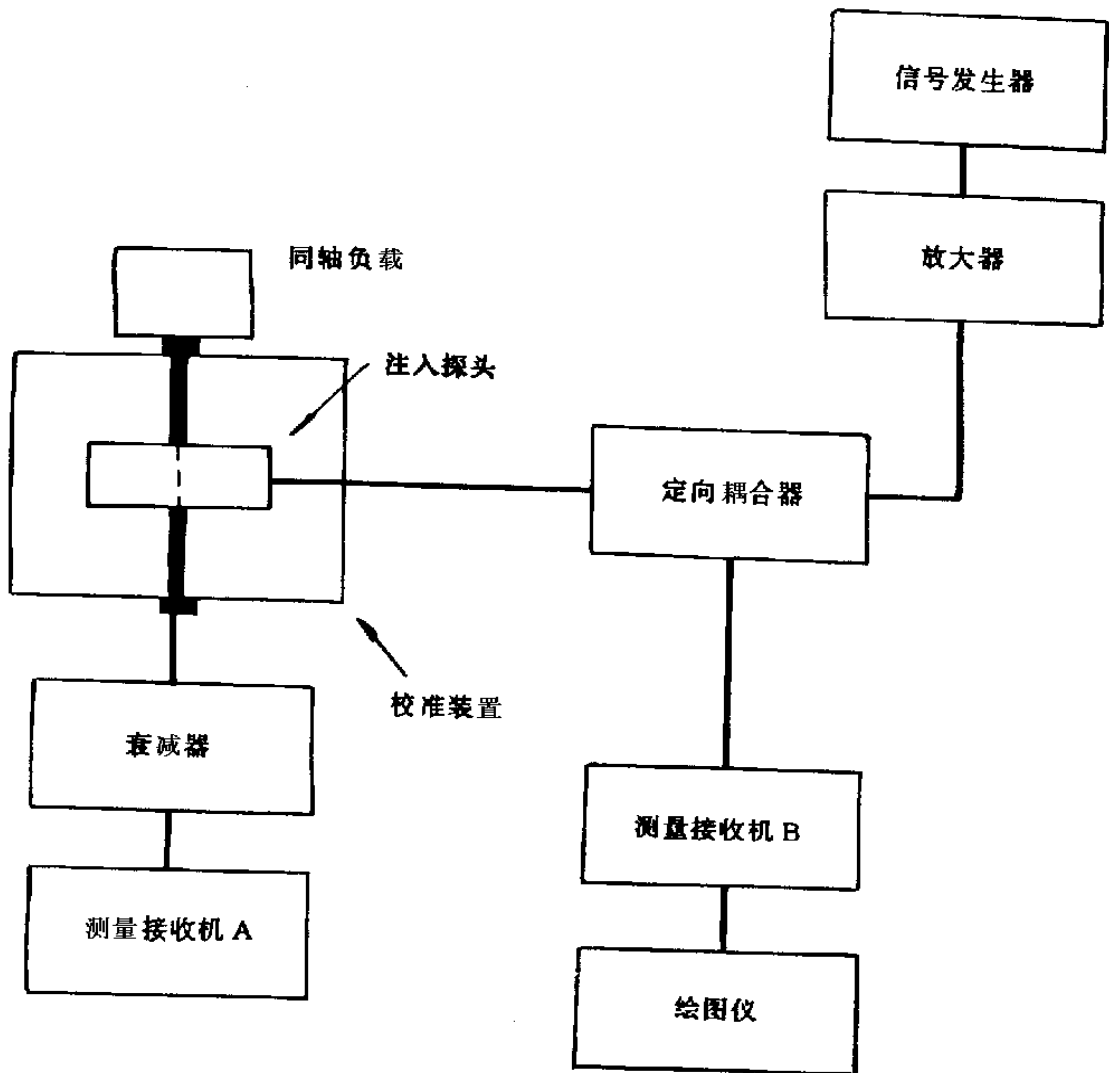 信号发生器
放大器
同轴负载
注入探头
定向耦合器
校准装置
衰减器
测量接收机 B
测量接收机 A
绘图仪